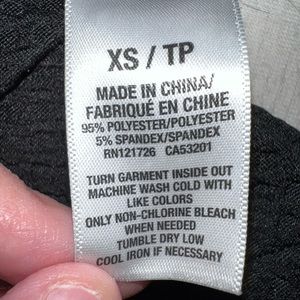 XS / TP
MADE IN CHINA/
FABRIQUÉ EN CHINE
95% POLYESTER/POLYESTER
5% SPANDEX/SPANDEX
RN121726 CA53201
TURN GARMENT INSIDE OUT
MACHINE WASH COLD WITH
LIKE COLORS
ONLY NON-CHLORINE BLEACH
WHEN NEEDED
TUMBLE DRY LOW
COOL IRON IF NECESSARY